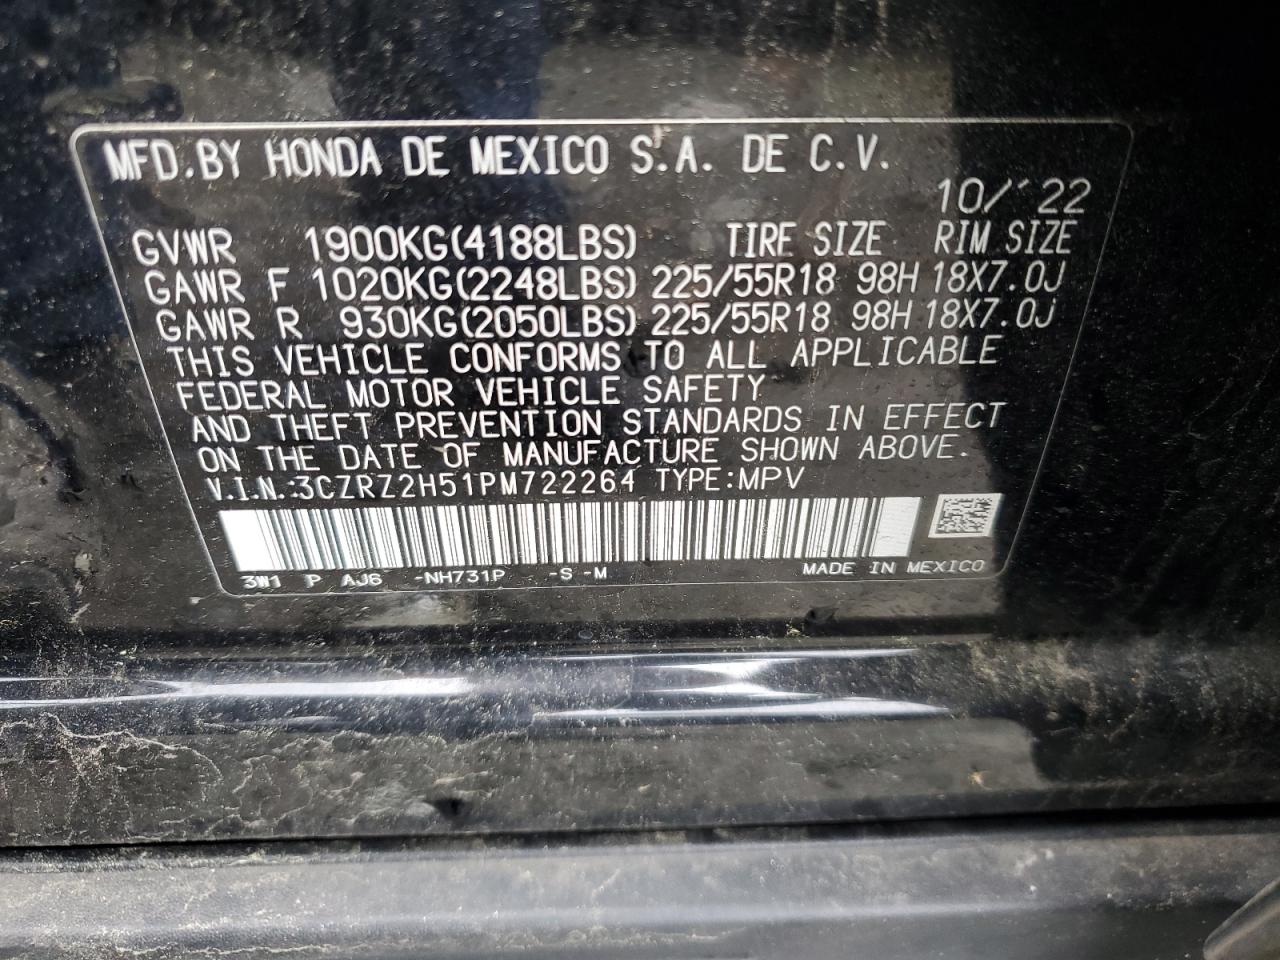 MFD.BY HONDA DE MEXICO S.A. DE C.V.
10/'22
GVWR 1900KG(4188LBS) TIRE SIZE RIM SIZE
GAWR F 1020KG(2248LBS) 225/55R18 98H 18X7.0J
GAWR R 930KG(2050LBS) 225/55R18 98H 18X7.0J
THIS VEHICLE CONFORMS TO ALL APPLICABLE
FEDERAL MOTOR VEHICLE SAFETY
AND THEFT PREVENTION STANDARDS IN EFFECT
ON THE DATE OF MANUFACTURE SHOWN ABOVE.
V.I.N.:3CZRZ2H51PM722264 TYPE:MPV
3W1 P AJ6 -NH731P -S -M MADE IN MEXICO